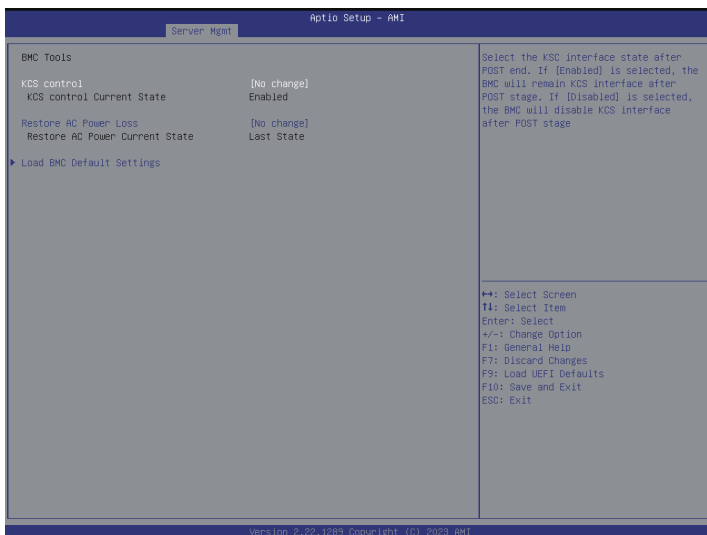 Aptio Setup – AMI
Server Mgmt
BMC Tools
KCS control [No change]
KCS control Current State Enabled
Restore AC Power Loss [No change]
Restore AC Power Current State Last State
Load BMC Default Settings
Select the KSC interface state after
POST end. If [Enabled] is selected, the
BMC will remain KCS interface after
POST stage. If [Disabled] is selected,
the BMC will disable KCS interface
after POST stage
↔: Select Screen
↑↓: Select Item
Enter: Select
+/-: Change Option
F1: General Help
F7: Discard Changes
F9: Load UEFI Defaults
F10: Save and Exit
ESC: Exit
Version 2.22.1289 Copyright (C) 2023 AMI